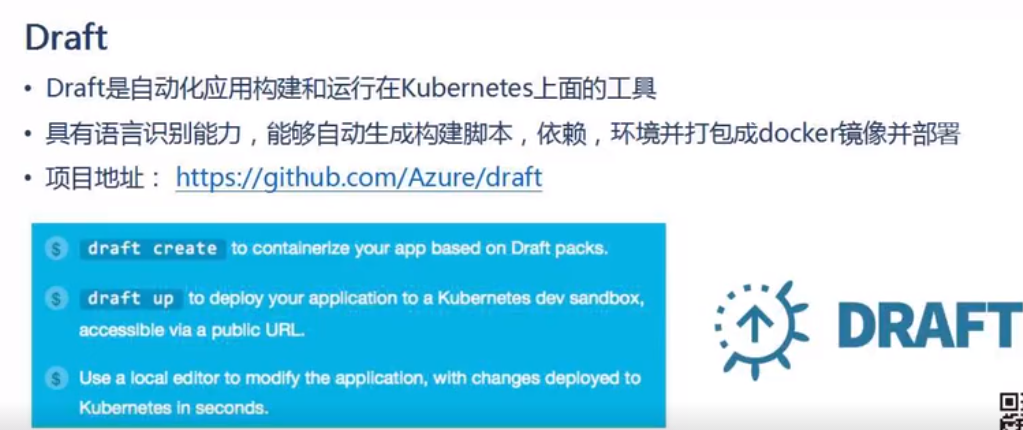 Draft
• Draft是自动化应用构建和运行在Kubernetes上面的工具
• 具有语言识别能力，能够自动生成构建脚本，依赖，环境并打包成docker镜像并部署
• 项目地址： https://github.com/Azure/draft
$ draft create to containerize your app based on Draft packs.
$ draft up to deploy your application to a Kubernetes dev sandbox,
accessible via a public URL.
$ Use a local editor to modify the application, with changes deployed to
Kubernetes in seconds.
DRAFT